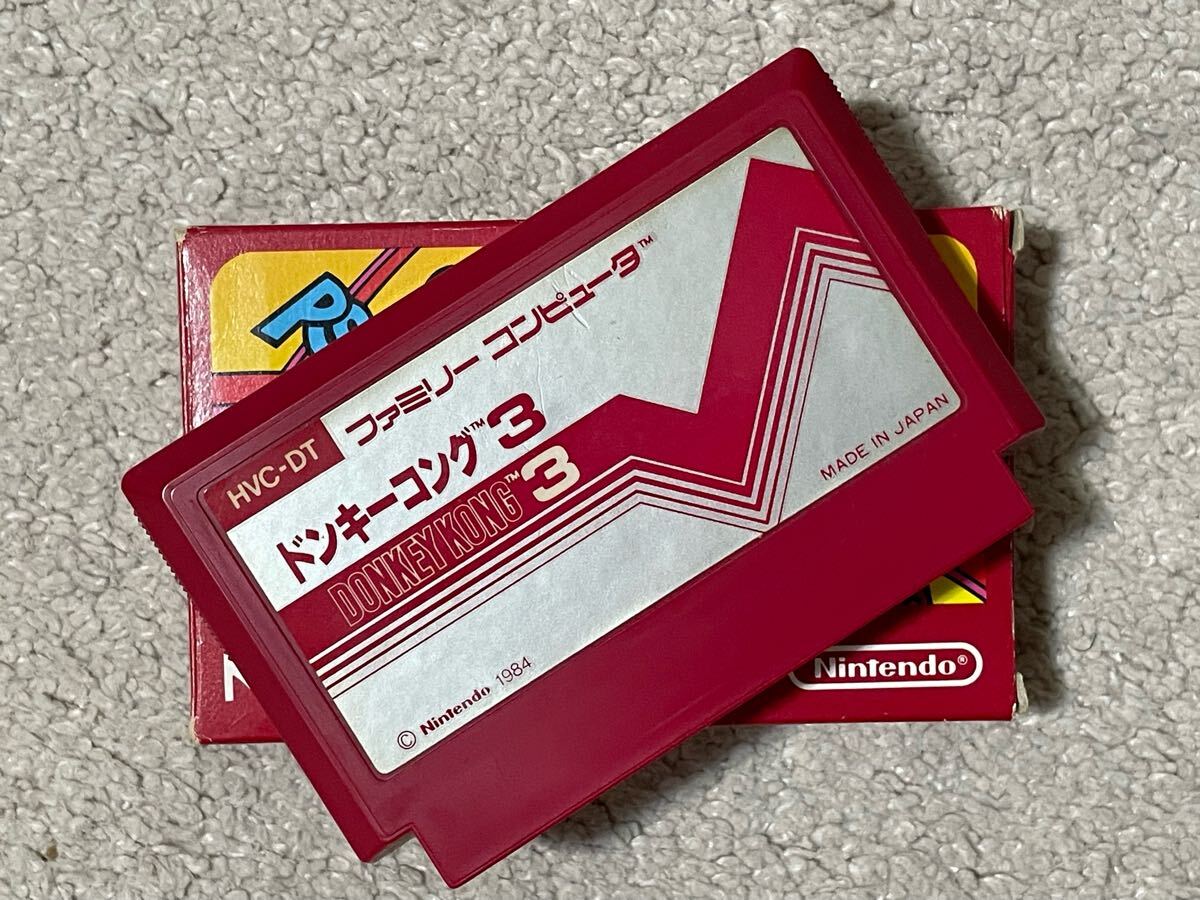 HVC-DT
ファミリーコンピュータ™
ドンキーコング™3
DONKEY KONG™3
MADE IN JAPAN
© Nintendo 1984
Nintendo®